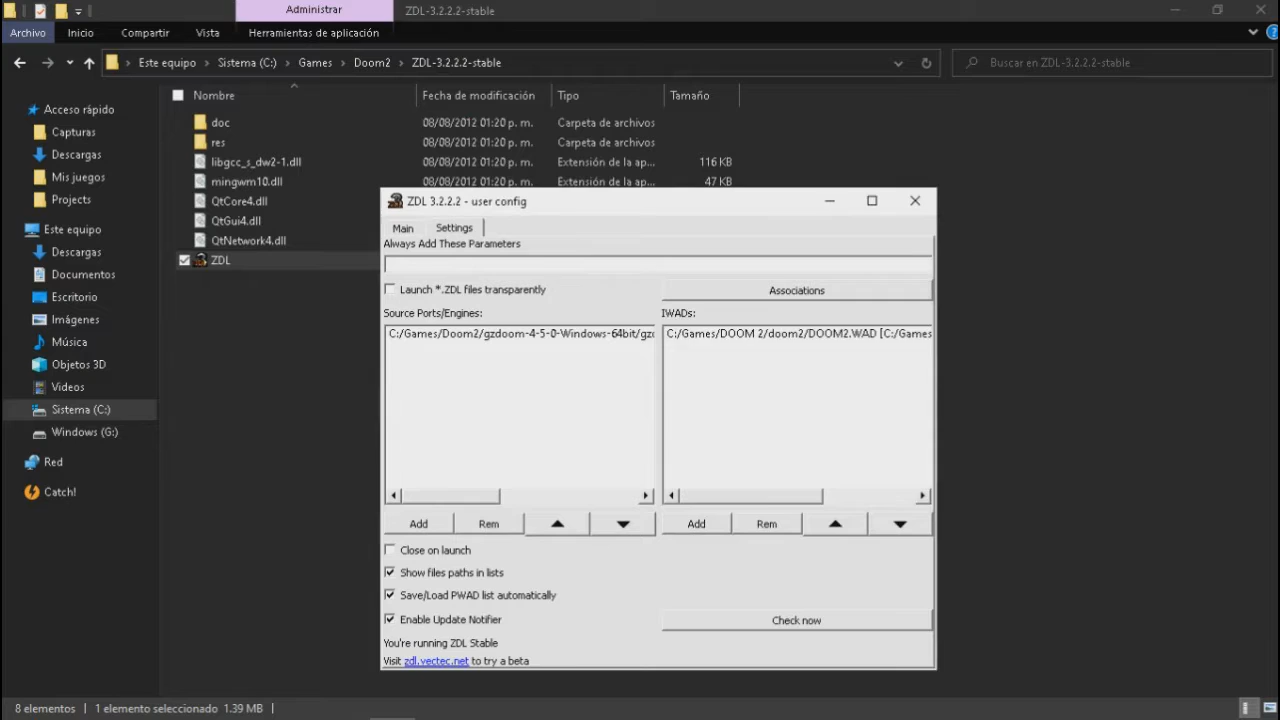 Administrar
ZDL-3.2.2.2-stable
Archivo Inicio Compartir Vista Herramientas de aplicación
Este equipo > Sistema (C:) > Games > Doom2 > ZDL-3.2.2.2-stable
Buscar en ZDL-3.2.2.2-stable
Nombre Fecha de modificación Tipo Tamaño
Acceso rápido
Capturas
Descargas
Mis juegos
Projects
Este equipo
Descargas
Documentos
Escritorio
Imágenes
Música
Objetos 3D
Videos
Sistema (C:)
Windows (G:)
Red
Catch!
doc 08/08/2012 01:20 p. m. Carpeta de archivos
res 08/08/2012 01:20 p. m. Carpeta de archivos
libgcc_s_dw2-1.dll 08/08/2012 01:20 p. m. Extensión de la ap... 116 KB
mingwm10.dll 08/08/2012 01:20 p. m. Extensión de la ap... 47 KB
QtCore4.dll
QtGui4.dll
QtNetwork4.dll
ZDL
ZDL 3.2.2.2 - user config
Main Settings
Always Add These Parameters
Launch *.ZDL files transparently
Associations
Source Ports/Engines:
IWADs:
C:/Games/Doom2/gzdoom-4-5-0-Windows-64bit/gzd
C:/Games/DOOM 2/doom2/DOOM2.WAD [C:/Games
Add Rem
Add Rem
Close on launch
Show files paths in lists
Save/Load PWAD list automatically
Enable Update Notifier
Check now
You're running ZDL Stable
Visit zdl.vectec.net to try a beta
8 elementos 1 elemento seleccionado 1.39 MB